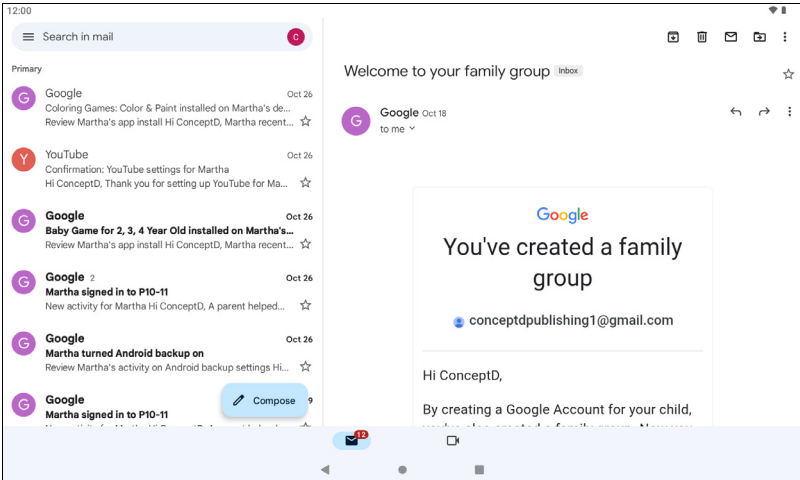 12:00
Search in mail
C
Primary
G
Google
Oct 26
Coloring Games: Color & Paint installed on Martha's de...
Review Martha's app install Hi ConceptD, Martha recent...
Y
YouTube
Oct 26
Confirmation: YouTube settings for Martha
Hi ConceptD, Thank you for setting up YouTube for Ma...
G
Google
Oct 26
Baby Game for 2, 3, 4 Year Old installed on Martha's...
Review Martha's app install Hi ConceptD, Martha recent...
G
Google 2
Oct 26
Martha signed in to P10-11
New activity for Martha Hi ConceptD, A parent helped...
G
Google
Oct 26
Martha turned Android backup on
Review Martha's activity on Android backup settings Hi...
G
Google
9
Martha signed in to P10-11
Compose
12
Welcome to your family group Inbox
G
Google Oct 18
to me
Google
You've created a family
group
conceptdpublishing1@gmail.com
Hi ConceptD,
By creating a Google Account for your child,